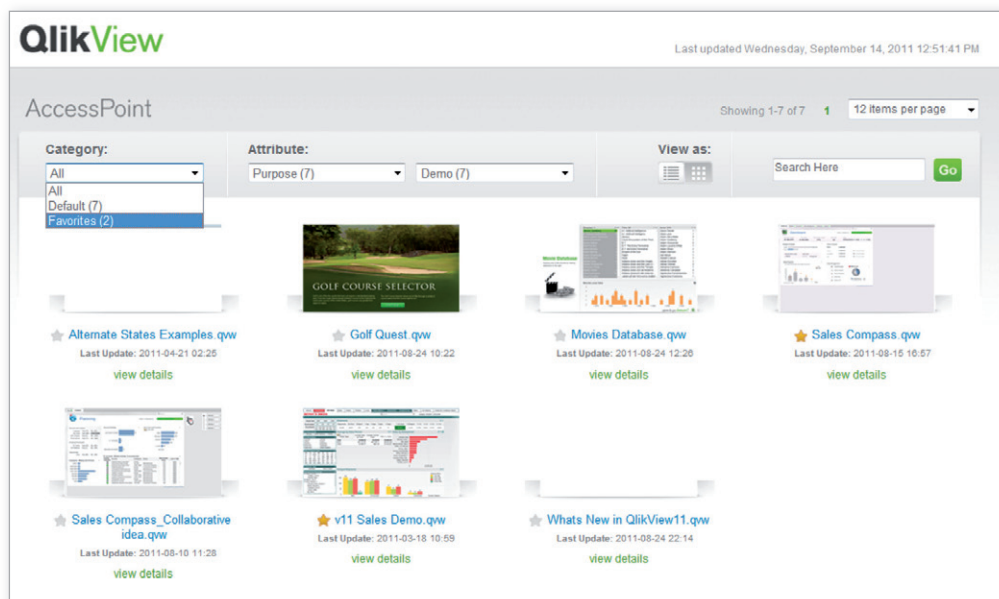 QlikView
Last updated Wednesday, September 14, 2011 12:51:41 PM
AccessPoint
Showing 1-7 of 7 1 12 items per page
Category: Attribute: View as:
All Purpose (7) Demo (7) Search Here Go
All
Default (7)
Favorites (2)
GOLF COURSE SELECTOR
Movie Database
Alternate States Examples.qvw Golf Quest.qvw Movies Database.qvw Sales Compass.qvw
Last Update: 2011-04-21 02:25 Last Update: 2011-08-24 10:22 Last Update: 2011-08-24 12:26 Last Update: 2011-08-15 16:57
view details view details view details view details
Sales Compass_Collaborative v11 Sales Demo.qvw Whats New in QlikView11.qvw
idea.qvw Last Update: 2011-03-18 10:59 Last Update: 2011-08-24 22:14
Last Update: 2011-08-10 11:28 view details view details
view details